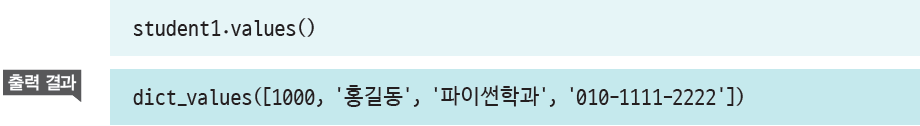 student1.values()
출력 결과
dict_values([1000, '홍길동', '파이썬학과', '010-1111-2222'])